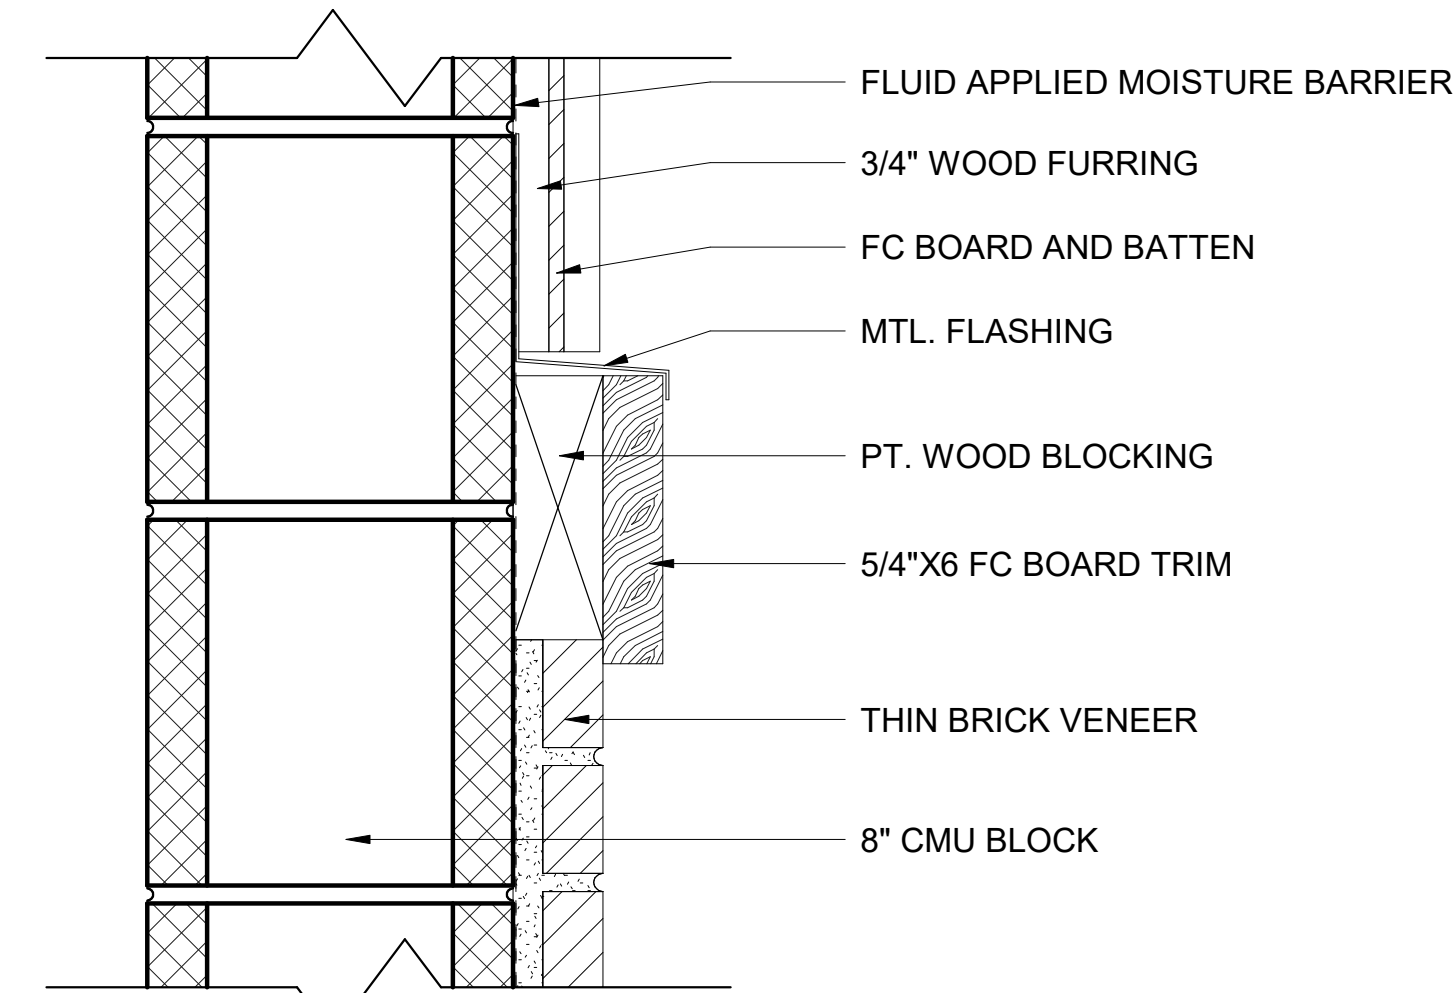 FLUID APPLIED MOISTURE BARRIER
3/4" WOOD FURRING
FC BOARD AND BATTEN
MTL. FLASHING
PT. WOOD BLOCKING
5/4"X6 FC BOARD TRIM
THIN BRICK VENEER
8" CMU BLOCK